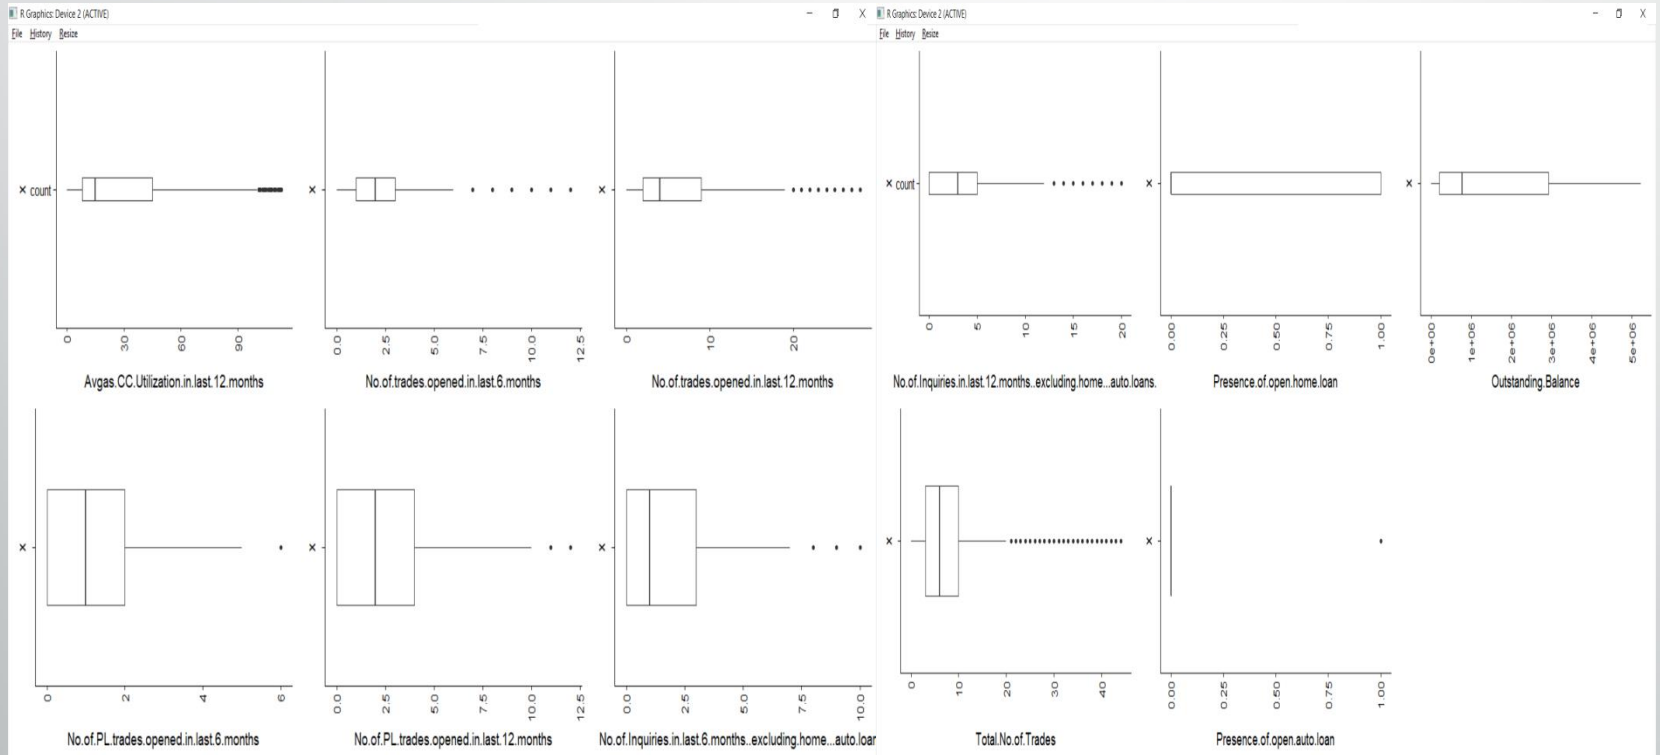 R Graphics: Device 2 (ACTIVE)
File History Resize
× count
0 30 60 90
Avgas.CC.Utilization.in.last.12.months
×
0.0 2.5 5.0 7.5 10.0 12.5
No.of.trades.opened.in.last.6.months
×
0 10 20
No.of.trades.opened.in.last.12.months
×
0 2 4 6
No.of.PL.trades.opened.in.last.6.months
×
0.0 2.5 5.0 7.5 10.0 12.5
No.of.PL.trades.opened.in.last.12.months
×
0.0 2.5 5.0 7.5 10.0
No.of.Inquiries.in.last.6.months..excluding.home...auto.loar
R Graphics: Device 2 (ACTIVE)
File History Resize
× count
0 5 10 15 20
No.of.Inquiries.in.last.12.months..excluding.home...auto.loans.
×
0.00 0.25 0.50 0.75 1.00
Presence.of.open.home.loan
×
0e+00 1e+06 2e+06 3e+06 4e+06 5e+06
Outstanding.Balance
×
0 10 20 30 40
Total.No.of.Trades
×
0.00 0.25 0.50 0.75 1.00
Presence.of.open.auto.loan